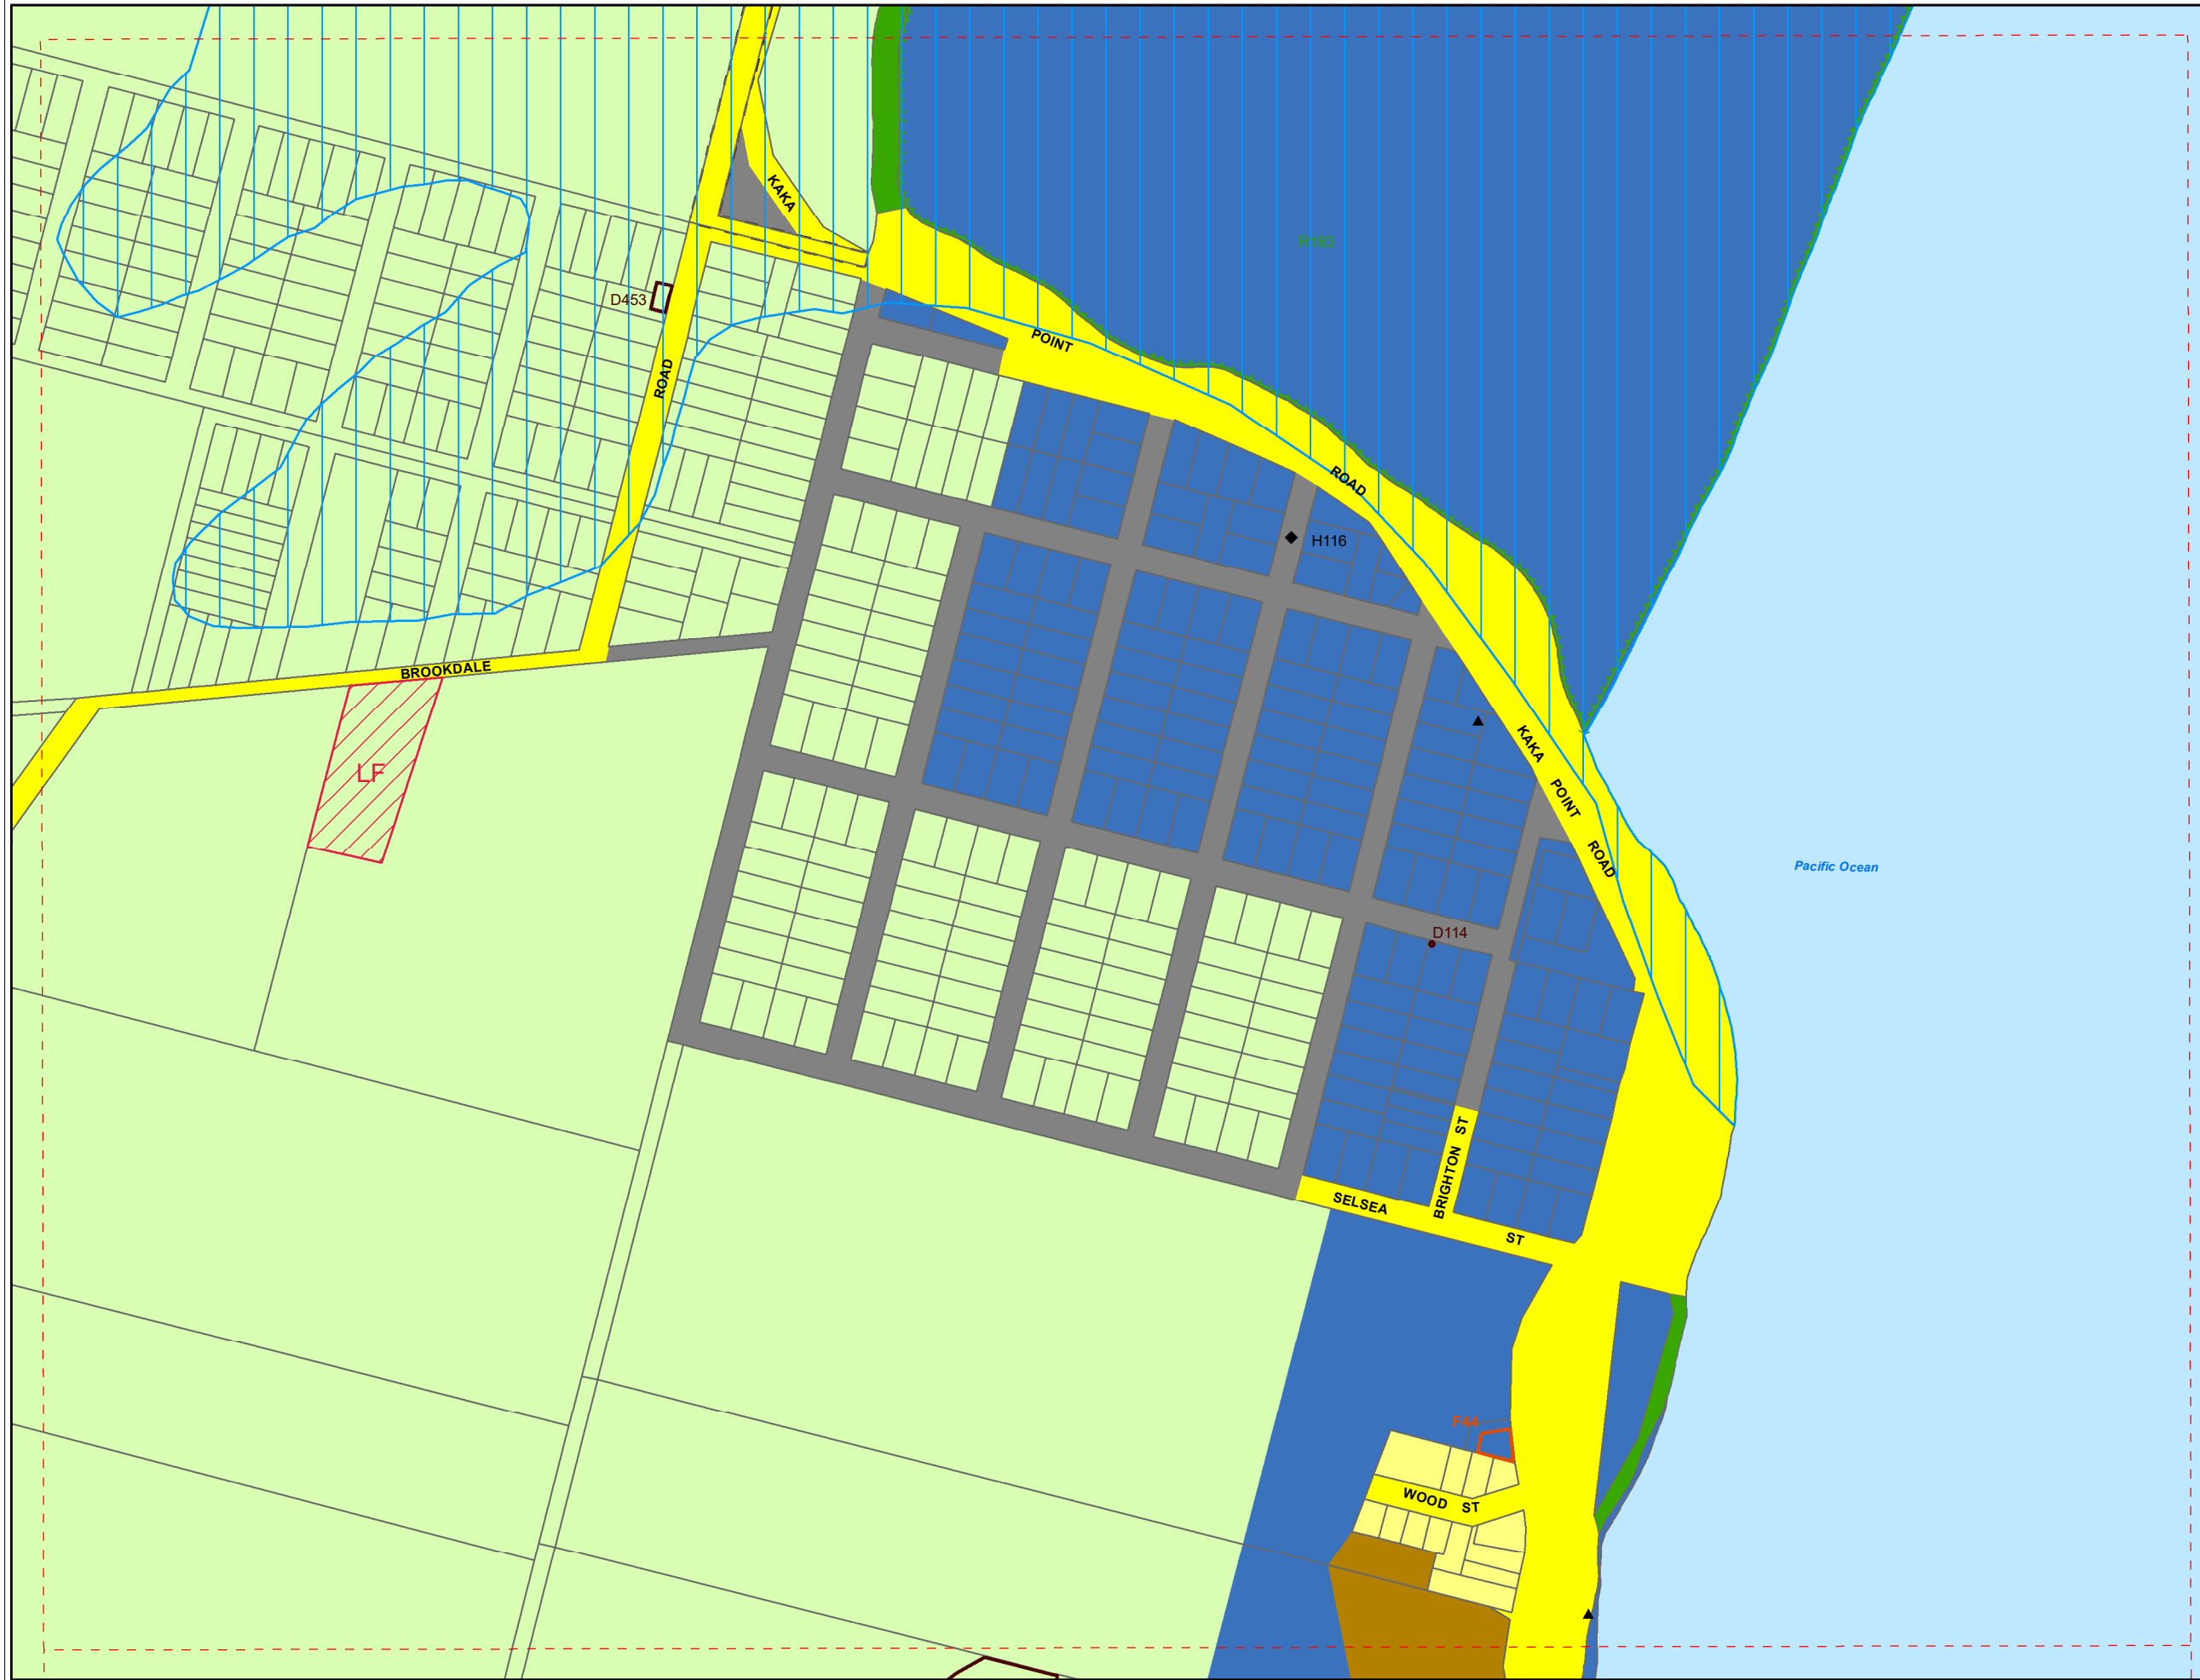 KAKA
R185
D453
POINT
ROAD
ROAD
H116
BROOKDALE
KAKA
LF
POINT
ROAD
Pacific Ocean
D114
BRIGHTON ST
SELSEA
ST
F44
WOOD ST